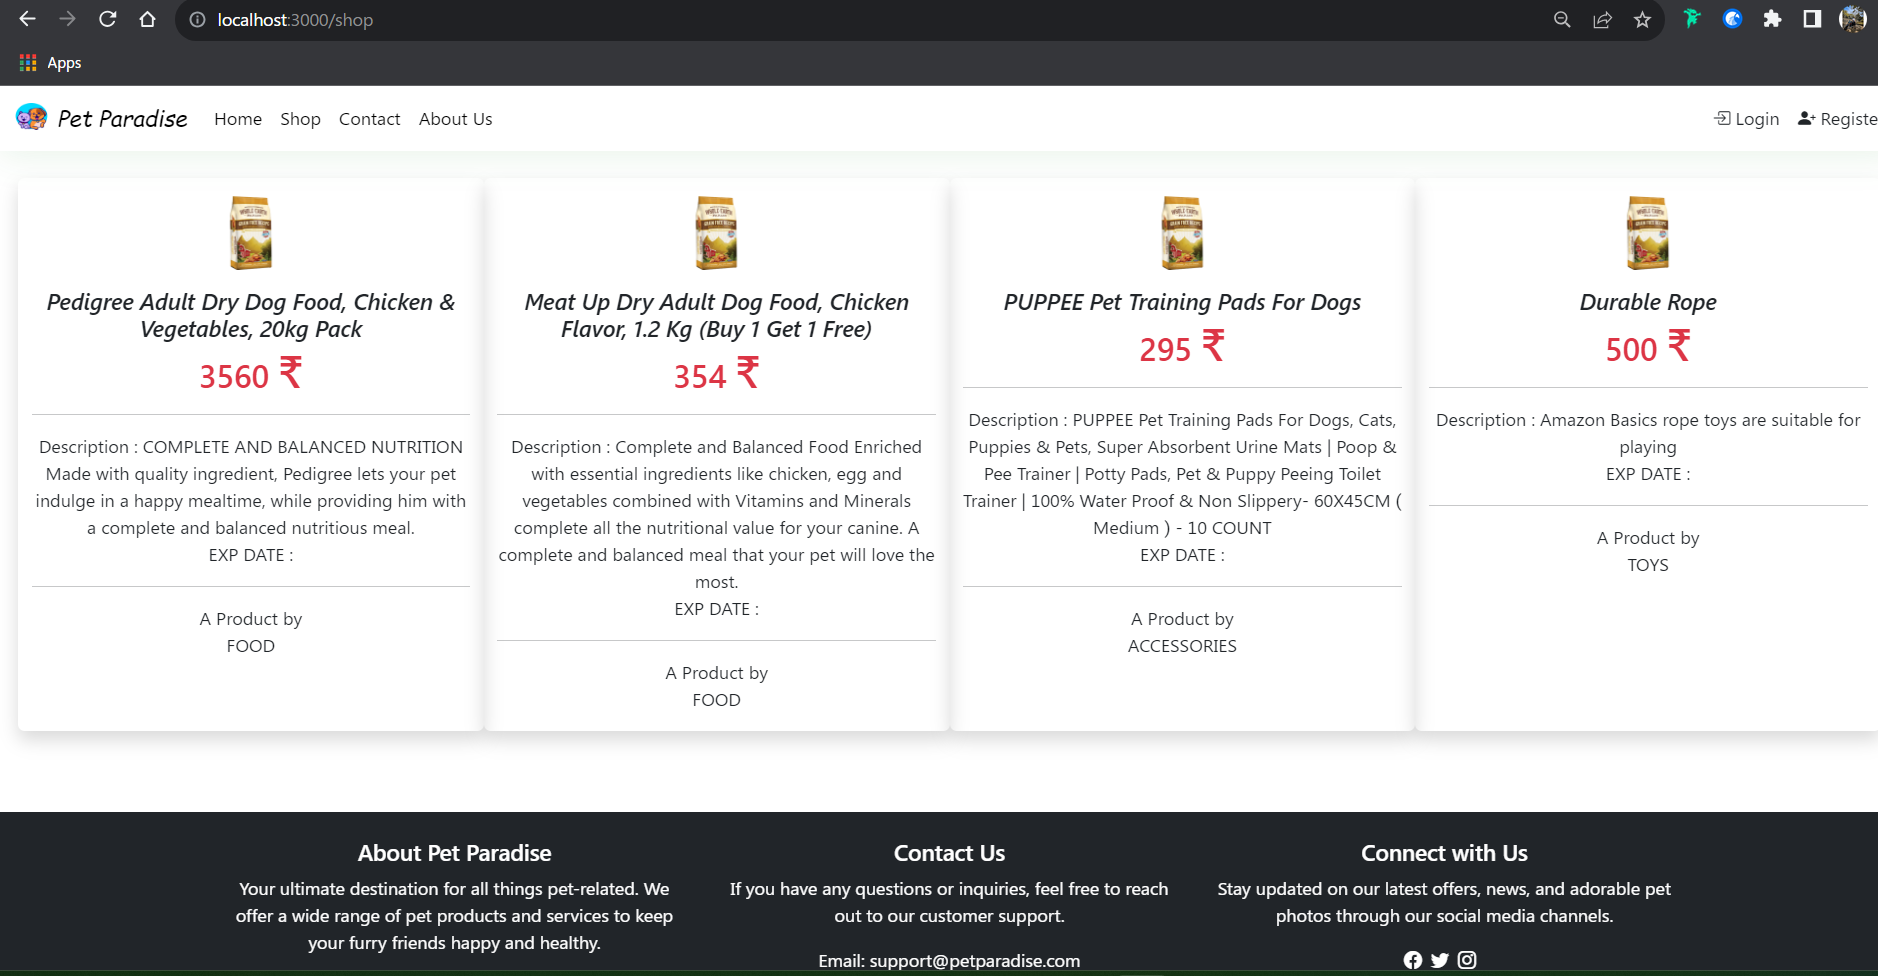 localhost:3000/shop
Apps
Pet Paradise Home Shop Contact About Us Login Registe
Pedigree Adult Dry Dog Food, Chicken &
Vegetables, 20kg Pack
3560 ₹
Description : COMPLETE AND BALANCED NUTRITION
Made with quality ingredient, Pedigree lets your pet
indulge in a happy mealtime, while providing him with
a complete and balanced nutritious meal.
EXP DATE :
A Product by
FOOD
Meat Up Dry Adult Dog Food, Chicken
Flavor, 1.2 Kg (Buy 1 Get 1 Free)
354 ₹
Description : Complete and Balanced Food Enriched
with essential ingredients like chicken, egg and
vegetables combined with Vitamins and Minerals
complete all the nutritional value for your canine. A
complete and balanced meal that your pet will love the
most.
EXP DATE :
A Product by
FOOD
PUPPEE Pet Training Pads For Dogs
295 ₹
Description : PUPPEE Pet Training Pads For Dogs, Cats,
Puppies & Pets, Super Absorbent Urine Mats | Poop &
Pee Trainer | Potty Pads, Pet & Puppy Peeing Toilet
Trainer | 100% Water Proof & Non Slippery- 60X45CM (
Medium ) - 10 COUNT
EXP DATE :
A Product by
ACCESSORIES
Durable Rope
500 ₹
Description : Amazon Basics rope toys are suitable for
playing
EXP DATE :
A Product by
TOYS
About Pet Paradise
Your ultimate destination for all things pet-related. We
offer a wide range of pet products and services to keep
your furry friends happy and healthy.
Contact Us
If you have any questions or inquiries, feel free to reach
out to our customer support.
Email: support@petparadise.com
Connect with Us
Stay updated on our latest offers, news, and adorable pet
photos through our social media channels.